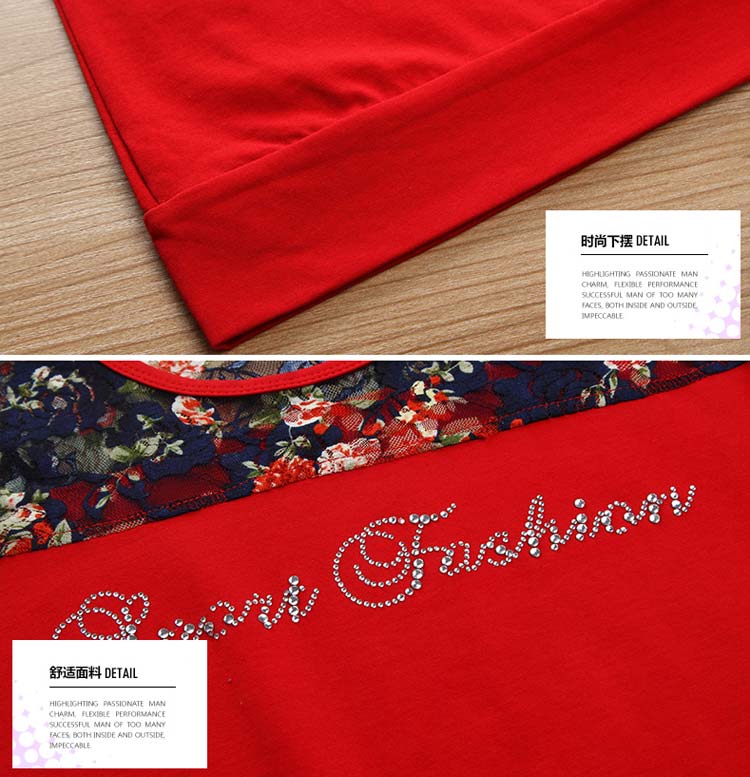 时尚下摆 DETAIL
HIGHLIGHTING PASSIONATE MAN
CHARM, FLEXIBLE PERFORMANCE
SUCCESSFUL MAN OF TOO MANY
FACES, BOTH INSIDE AND OUTSIDE,
IMPECCABLE.
Sport Fashion
舒适面料 DETAIL
HIGHLIGHTING PASSIONATE MAN
CHARM, FLEXIBLE PERFORMANCE
SUCCESSFUL MAN OF TOO MANY
FACES, BOTH INSIDE AND OUTSIDE,
IMPECCABLE.